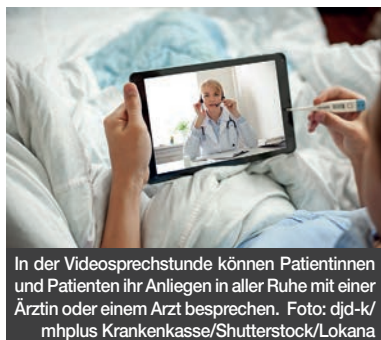 In der Videosprechstunde können Patientinnen
und Patienten ihr Anliegen in aller Ruhe mit einer
Ärztin oder einem Arzt besprechen. Foto: djd-k/
mhplus Krankenkasse/Shutterstock/Lokana